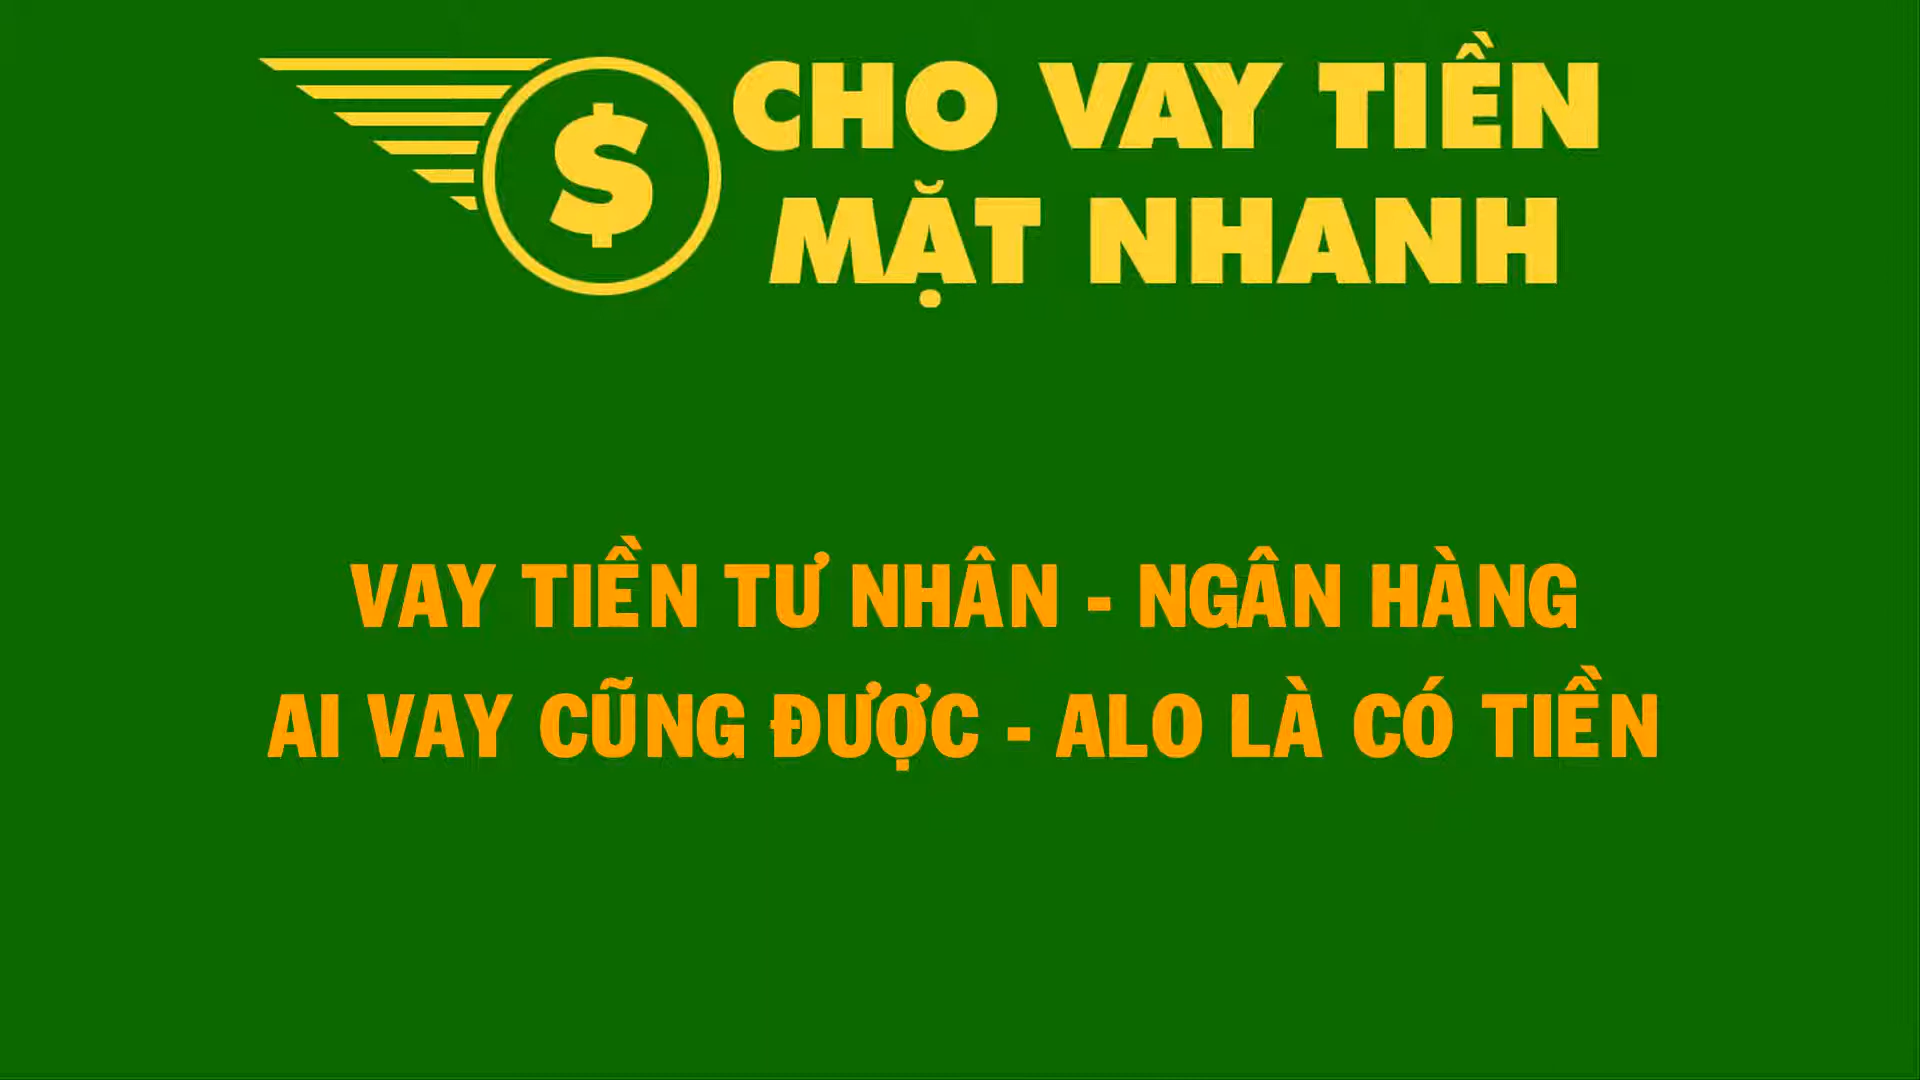 $
CHO VAY TIỀN
MẶT NHANH
VAY TIỀN TƯ NHÂN - NGÂN HÀNG
AI VAY CŨNG ĐƯỢC - ALO LÀ CÓ TIỀN